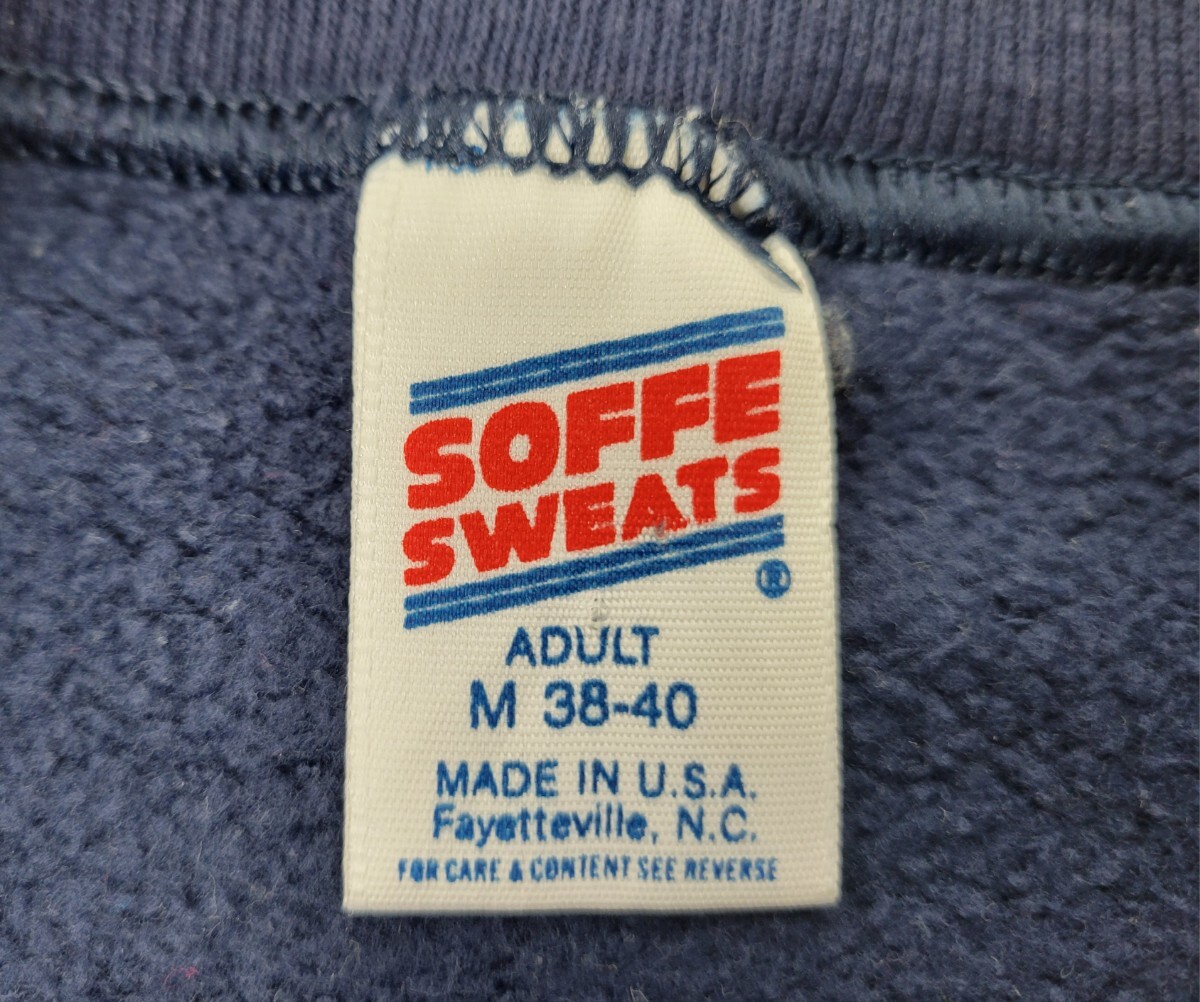 SOFFE
SWEATS
®
ADULT
M 38-40
MADE IN U.S.A.
Fayetteville, N.C.
FOR CARE & CONTENT SEE REVERSE